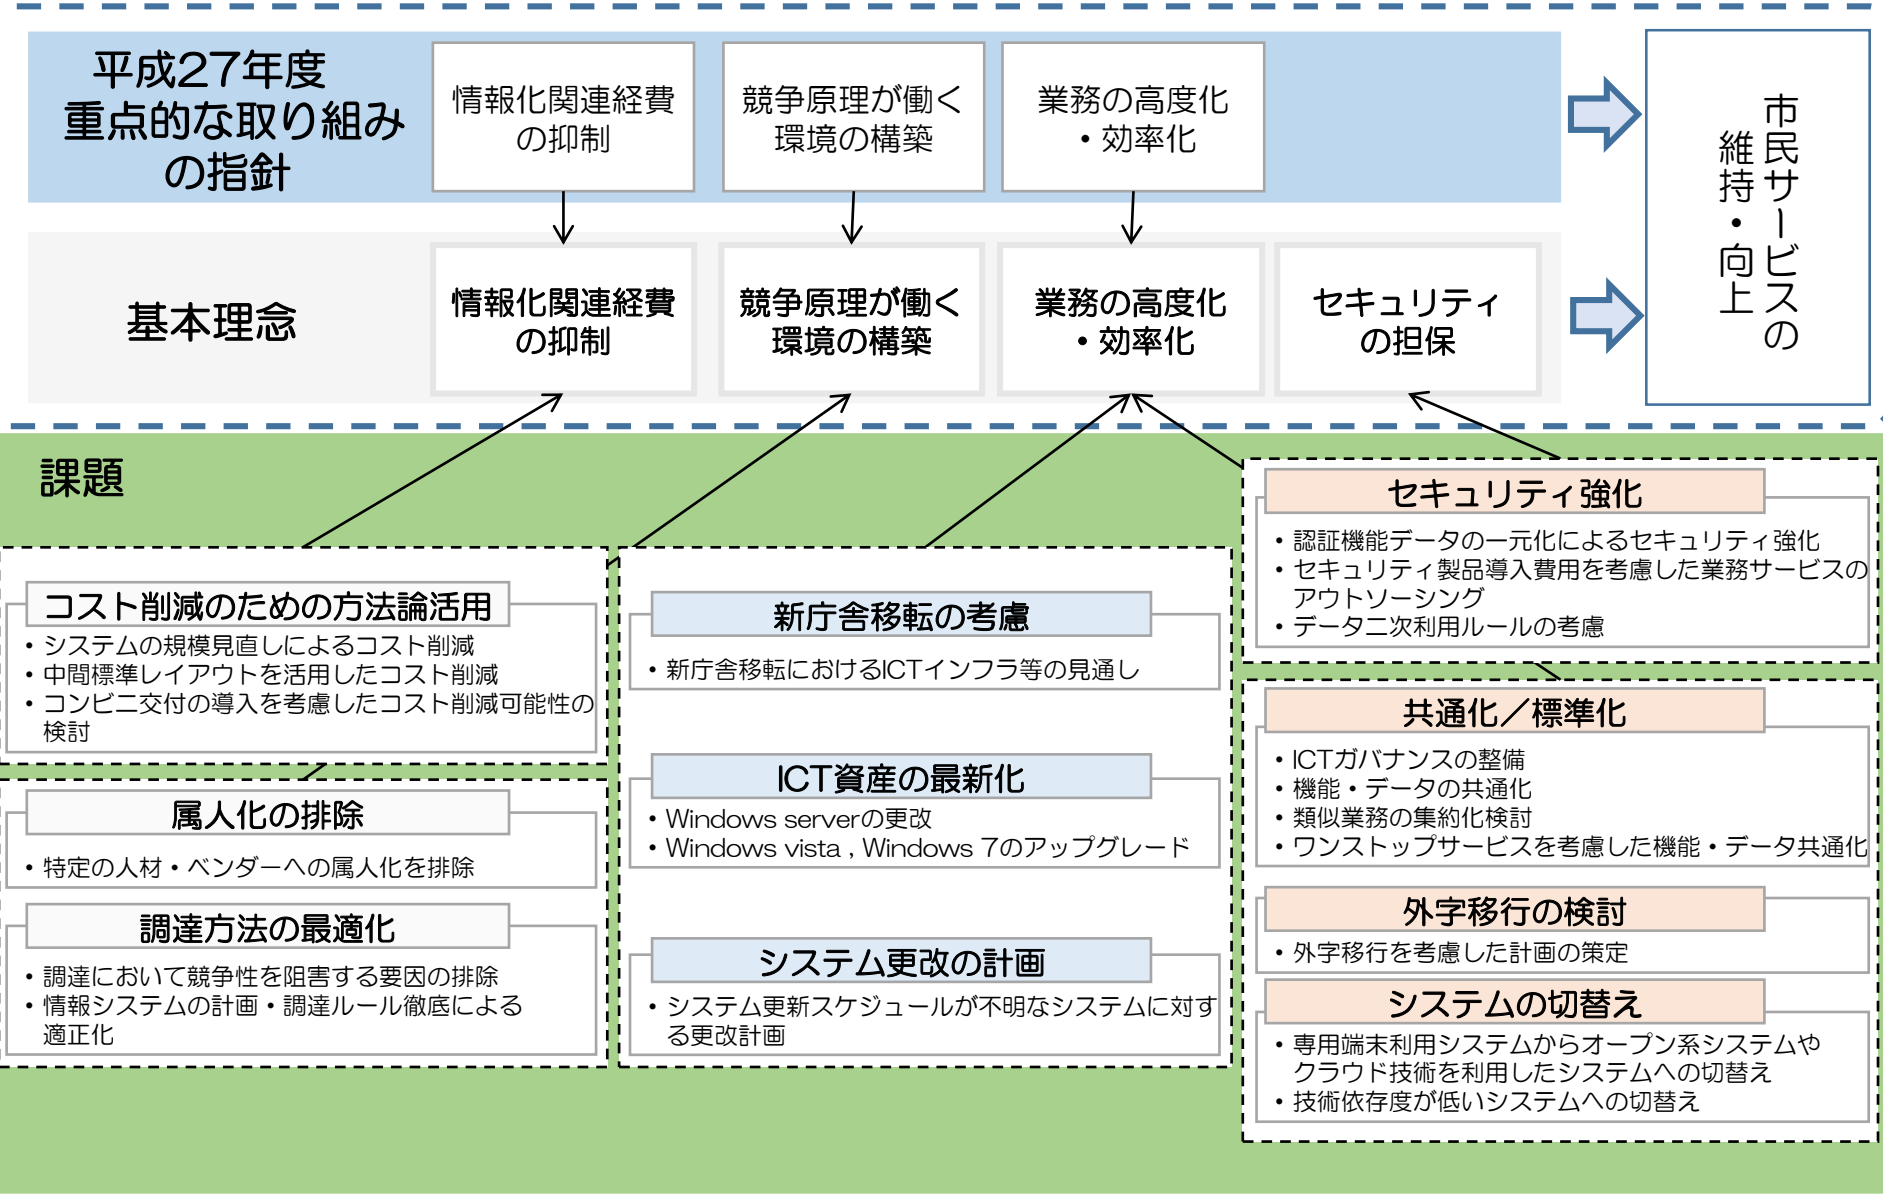 平成27年度
重点的な取り組み
の指針
情報化関連経費
の抑制
競争原理が働く
環境の構築
業務の高度化
・効率化
市民サービスの
維持・向上
基本理念
情報化関連経費
の抑制
競争原理が働く
環境の構築
業務の高度化
・効率化
セキュリティ
の担保
課題
コスト削減のための方法論活用
・システムの規模見直しによるコスト削減
・中間標準レイアウトを活用したコスト削減
・コンビニ交付の導入を考慮したコスト削減可能性の
検討
属人化の排除
・特定の人材・ベンダーへの属人化を排除
調達方法の最適化
・調達において競争性を阻害する要因の排除
・情報システムの計画・調達ルール徹底による
適正化
新庁舎移転の考慮
・新庁舎移転におけるICTインフラ等の見通し
ICT資産の最新化
・Windows serverの更改
・Windows vista , Windows 7のアップグレード
システム更改の計画
・システム更新スケジュールが不明なシステムに対す
る更改計画
セキュリティ強化
・認証機能データの一元化によるセキュリティ強化
・セキュリティ製品導入費用を考慮した業務サービスの
アウトソーシング
・データ二次利用ルールの考慮
共通化／標準化
・ICTガバナンスの整備
・機能・データの共通化
・類似業務の集約化検討
・ワンストップサービスを考慮した機能・データ共通化
外字移行の検討
・外字移行を考慮した計画の策定
システムの切替え
・専用端末利用システムからオープン系システムや
クラウド技術を利用したシステムへの切替え
・技術依存度が低いシステムへの切替え